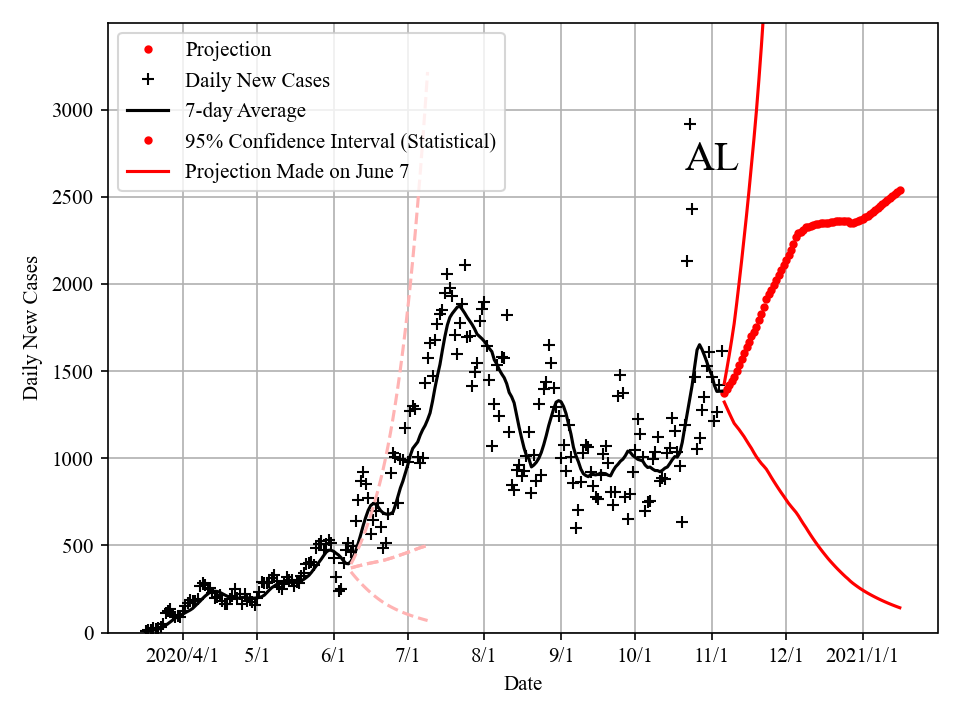 Projection
Daily New Cases
7-day Average
95% Confidence Interval (Statistical)
Projection Made on June 7
AL
Daily New Cases
3000
2500
2000
1500
1000
500
0
2020/4/1 5/1 6/1 7/1 8/1 9/1 10/1 11/1 12/1 2021/1/1
Date